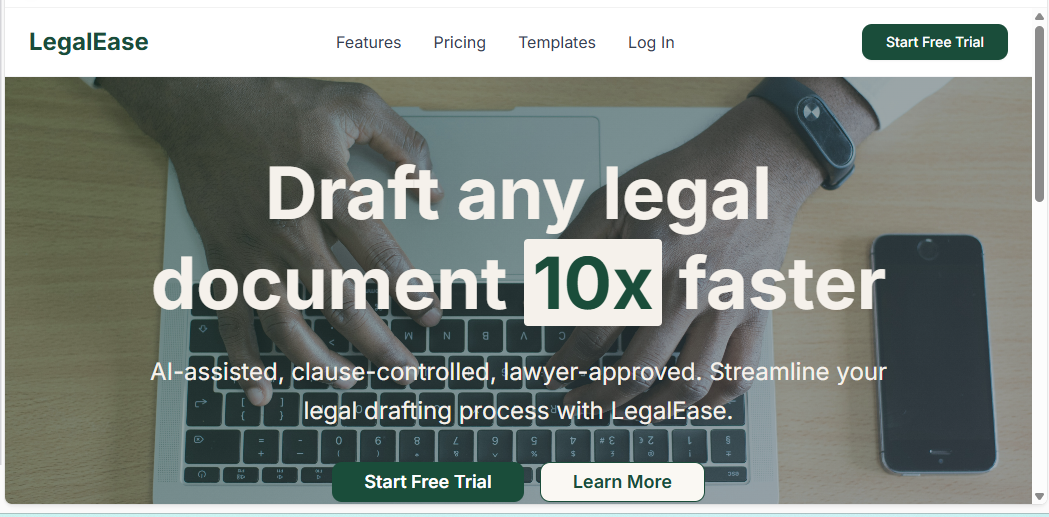 LegalEase
Features Pricing Templates Log In
Start Free Trial
Draft any legal
document 10x faster
AI-assisted, clause-controlled, lawyer-approved. Streamline your
legal drafting process with LegalEase.
Start Free Trial
Learn More